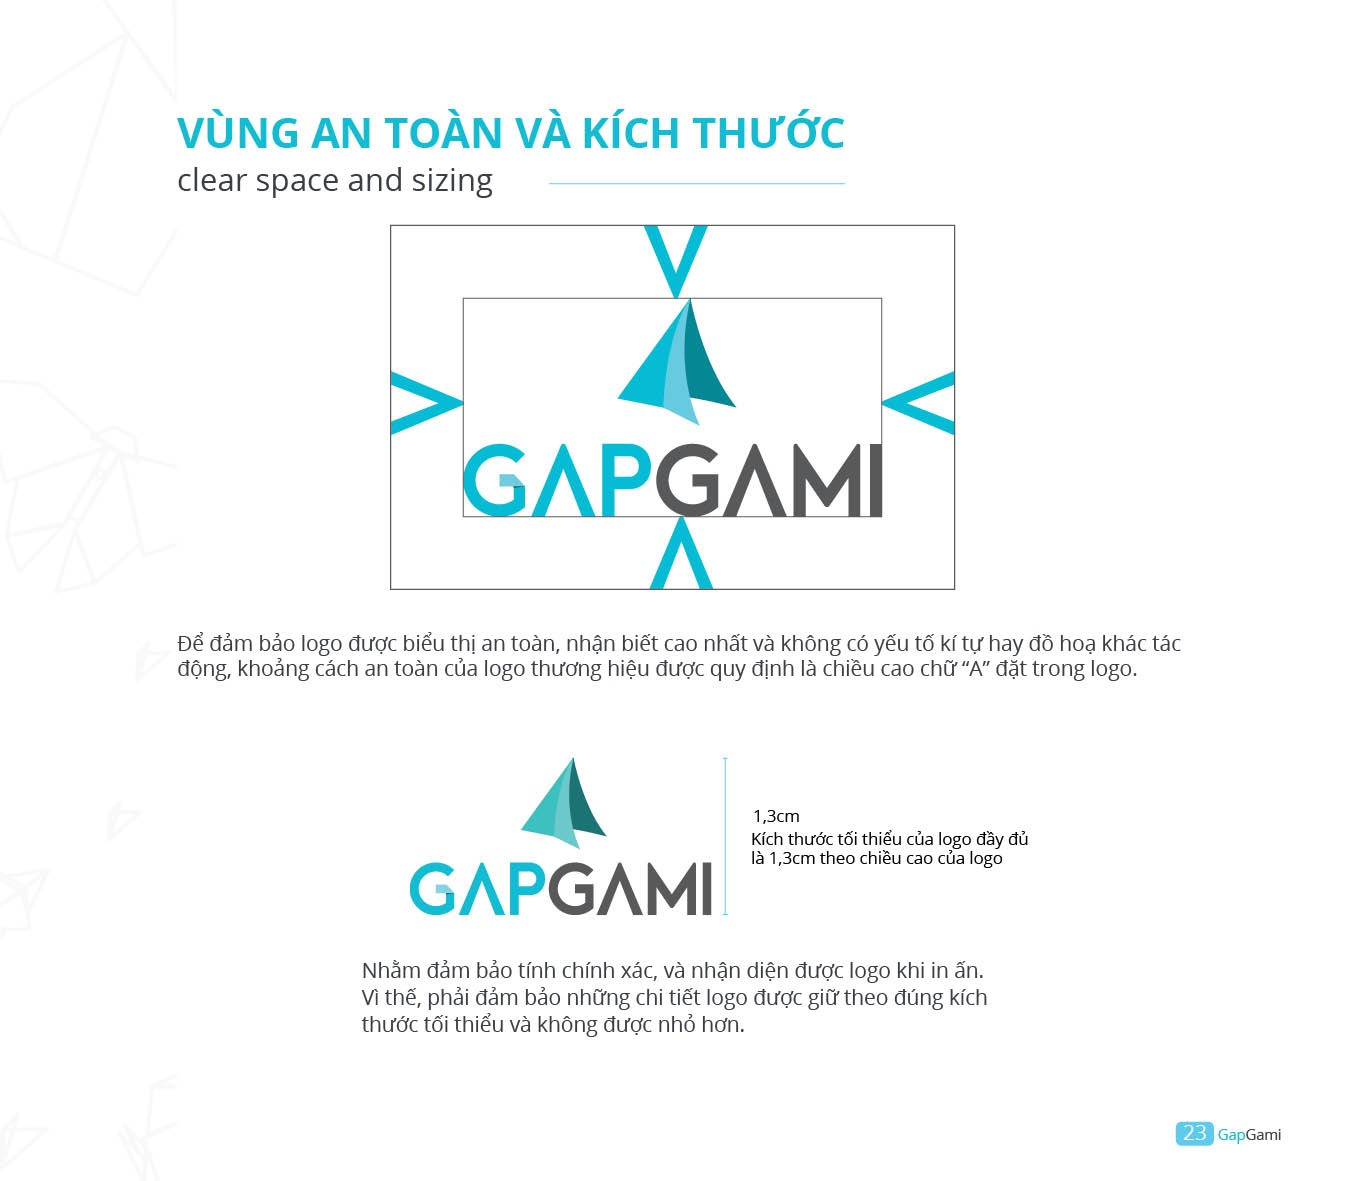 VÙNG AN TOÀN VÀ KÍCH THƯỚC
clear space and sizing
GAPGAMI
Để đảm bảo logo được biểu thị an toàn, nhận biết cao nhất và không có yếu tố kí tự hay đồ hoạ khác tác
động, khoảng cách an toàn của logo thương hiệu được quy định là chiều cao chữ “A” đặt trong logo.
GAPGAMI
1,3cm
Kích thước tối thiểu của logo đầy đủ
là 1,3cm theo chiều cao của logo
Nhằm đảm bảo tính chính xác, và nhận diện được logo khi in ấn.
Vì thế, phải đảm bảo những chi tiết logo được giữ theo đúng kích
thước tối thiểu và không được nhỏ hơn.
23 GapGami